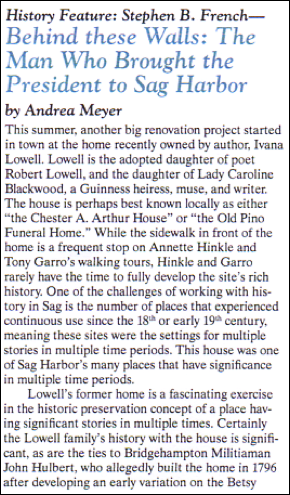 History Feature: Stephen B. French—
Behind these Walls: The
Man Who Brought the
President to Sag Harbor
by Andrea Meyer
This summer, another big renovation project started
in town at the home recently owned by author, Ivana
Lowell. Lowell is the adopted daughter of poet
Robert Lowell, and the daughter of Lady Caroline
Blackwood, a Guinness heiress, muse, and writer.
The house is perhaps best known locally as either
“the Chester A. Arthur House” or “the Old Pino
Funeral Home.” While the sidewalk in front of the
home is a frequent stop on Annette Hinkle and
Tony Garro’s walking tours, Hinkle and Garro
rarely have the time to fully develop the site’s rich
history. One of the challenges of working with his-
tory in Sag is the number of places that experienced
continuous use since the 18th or early 19th century,
meaning these sites were the settings for multiple
stories in multiple time periods. This house was one
of Sag Harbor’s many places that have significance
in multiple time periods.
Lowell’s former home is a fascinating exercise
in the historic preservation concept of a place hav-
ing significant stories in multiple times. Certainly
the Lowell family’s history with the house is signifi-
cant, as are the ties to Bridgehampton Militiaman
John Hulbert, who allegedly built the home in 1796
after developing an early variation on the Betsy